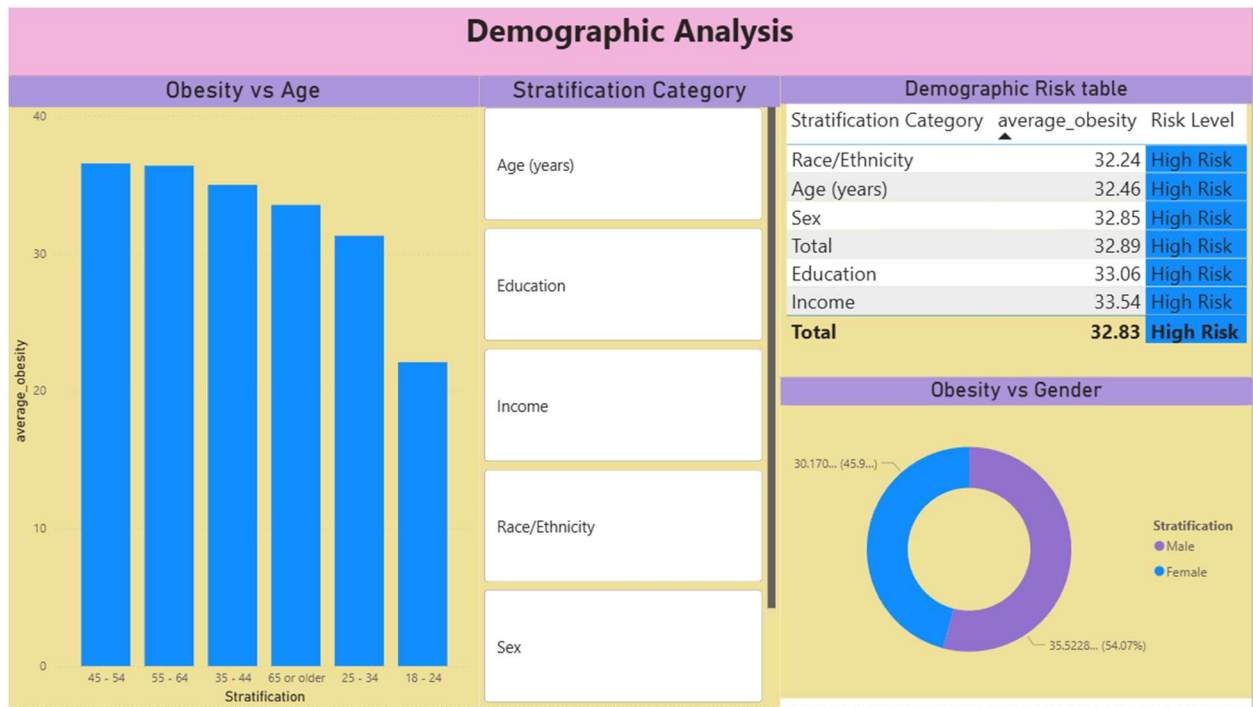 Demographic Analysis
Obesity vs Age
40
30
20
10
0
average_obesity
45 - 54 55 - 64 35 - 44 65 or older 25 - 34 18 - 24
Stratification
Stratification Category
Age (years)
Education
Income
Race/Ethnicity
Sex
Demographic Risk table
Stratification Category average_obesity Risk Level
Race/Ethnicity 32.24 High Risk
Age (years) 32.46 High Risk
Sex 32.85 High Risk
Total 32.89 High Risk
Education 33.06 High Risk
Income 33.54 High Risk
Total 32.83 High Risk
Obesity vs Gender
30.170... (45.9...)
35.5228... (54.07%)
Stratification
Male
Female